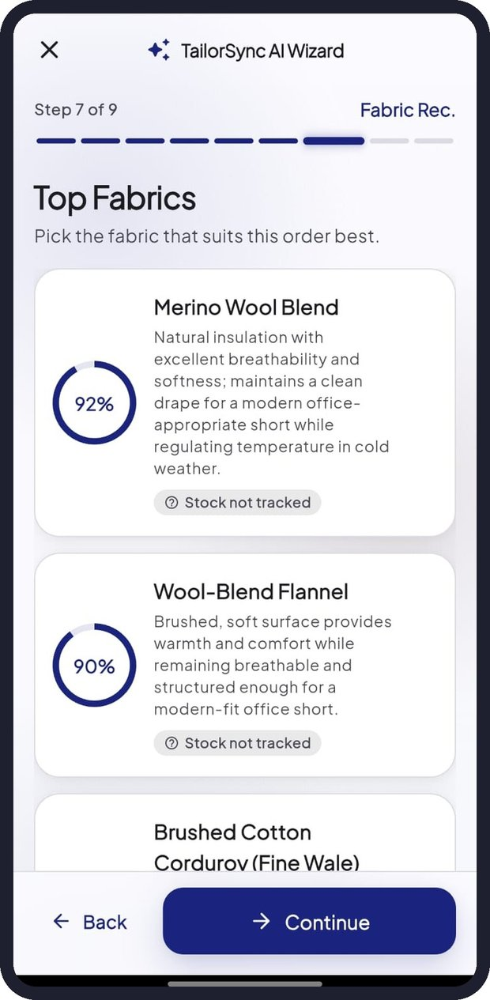 TailorSync AI Wizard
Step 7 of 9
Fabric Rec.
Top Fabrics
Pick the fabric that suits this order best.
Merino Wool Blend
Natural insulation with
excellent breathability and
softness; maintains a clean
drape for a modern office-
appropriate short while
regulating temperature in cold
weather.
92%
Stock not tracked
Wool-Blend Flannel
Brushed, soft surface provides
warmth and comfort while
remaining breathable and
structured enough for a
modern-fit office short.
90%
Stock not tracked
Brushed Cotton
Corduroy (Fine Wale)
Back
Continue